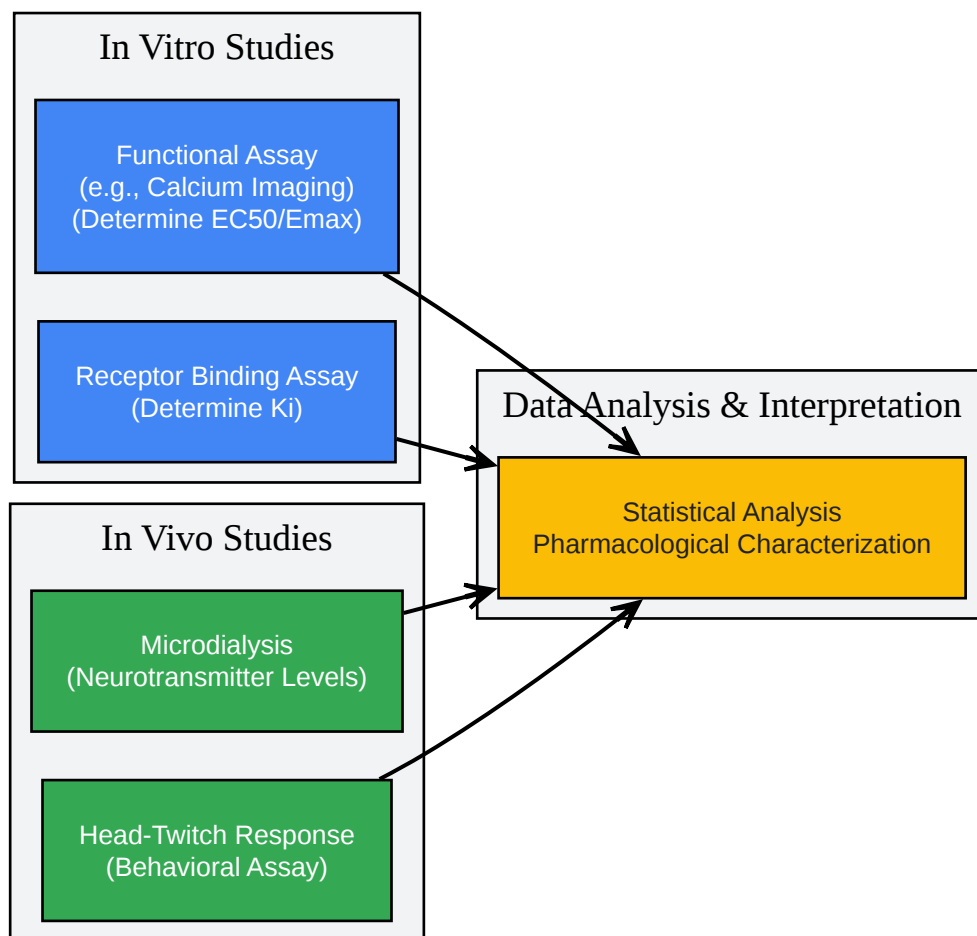 In Vitro Studies
Functional Assay
(e.g., Calcium Imaging)
(Determine EC50/Emax)
Receptor Binding Assay
(Determine Ki)
Data Analysis & Interpretation
Statistical Analysis
Pharmacological Characterization
In Vivo Studies
Microdialysis
(Neurotransmitter Levels)
Head-Twitch Response
(Behavioral Assay)